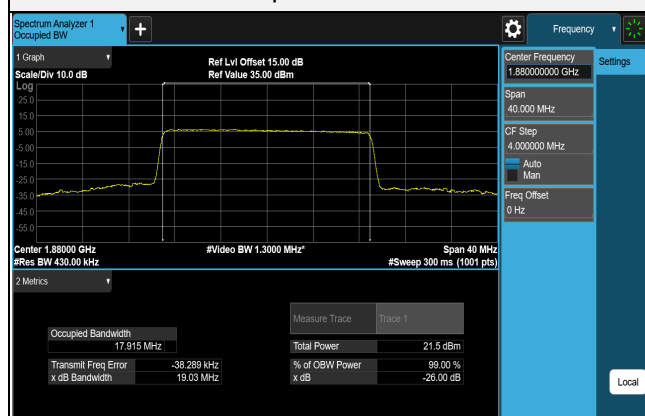 Spectrum Analyzer 1
Occupied BW
+
Frequency
1 Graph
Ref Lvl Offset 15.00 dB
Scale/Div 10.0 dB
Ref Value 35.00 dBm
Log
25.0
15.0
5.00
-5.00
-15.0
-25.0
-35.0
-45.0
-55.0
Center 1.88000 GHz
#Video BW 1.3000 MHz*
Span 40 MHz
#Res BW 430.00 kHz
#Sweep 300 ms (1001 pts)
Center Frequency
1.880000000 GHz
Settings
Span
40.000 MHz
CF Step
4.000000 MHz
Auto
Man
Freq Offset
0 Hz
2 Metrics
Measure Trace
Trace 1
Occupied Bandwidth
17.915 MHz
Total Power
21.5 dBm
Transmit Freq Error
-38.289 kHz
% of OBW Power
99.00 %
x dB Bandwidth
19.03 MHz
x dB
-26.00 dB
Local